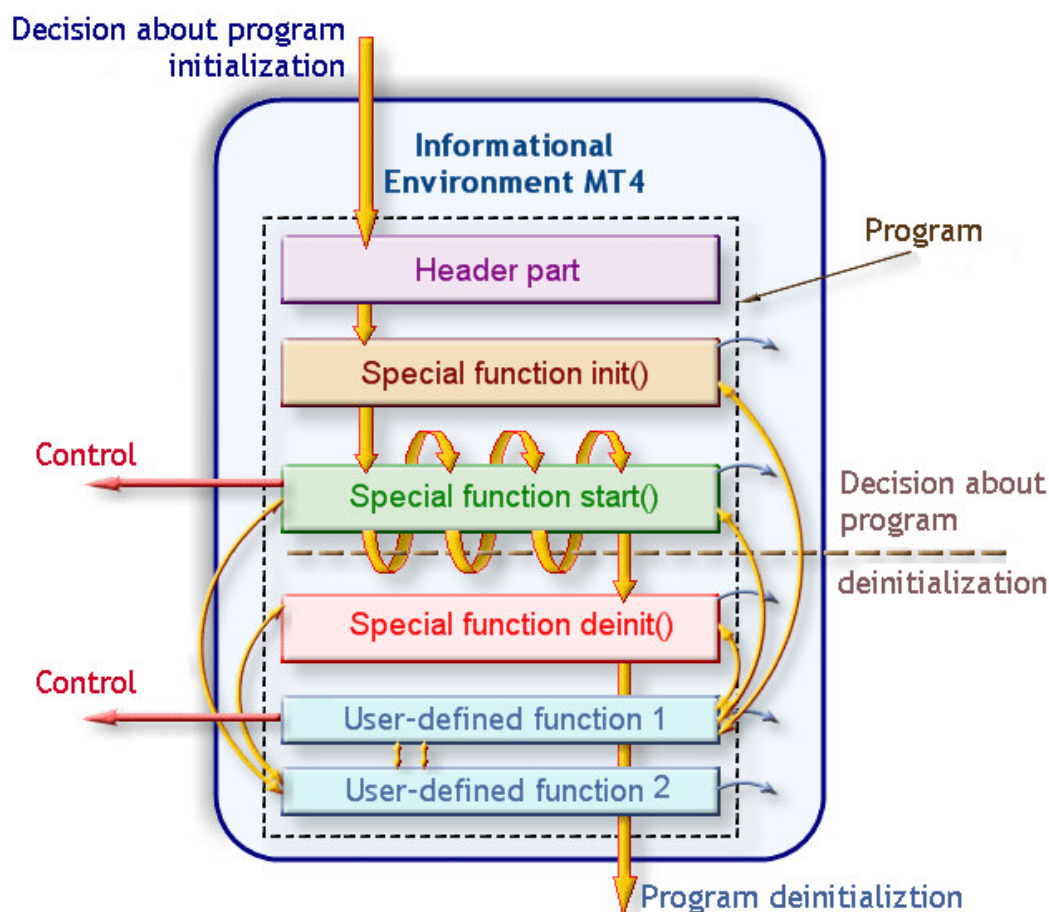 Decision about program
initialization
Informational
Environment MT4
Program
Header part
Special function init()
Control
Special function start()
Decision about
program
deinitialization
Special function deinit()
Control
User-defined function 1
User-defined function 2
Program deinitializtion